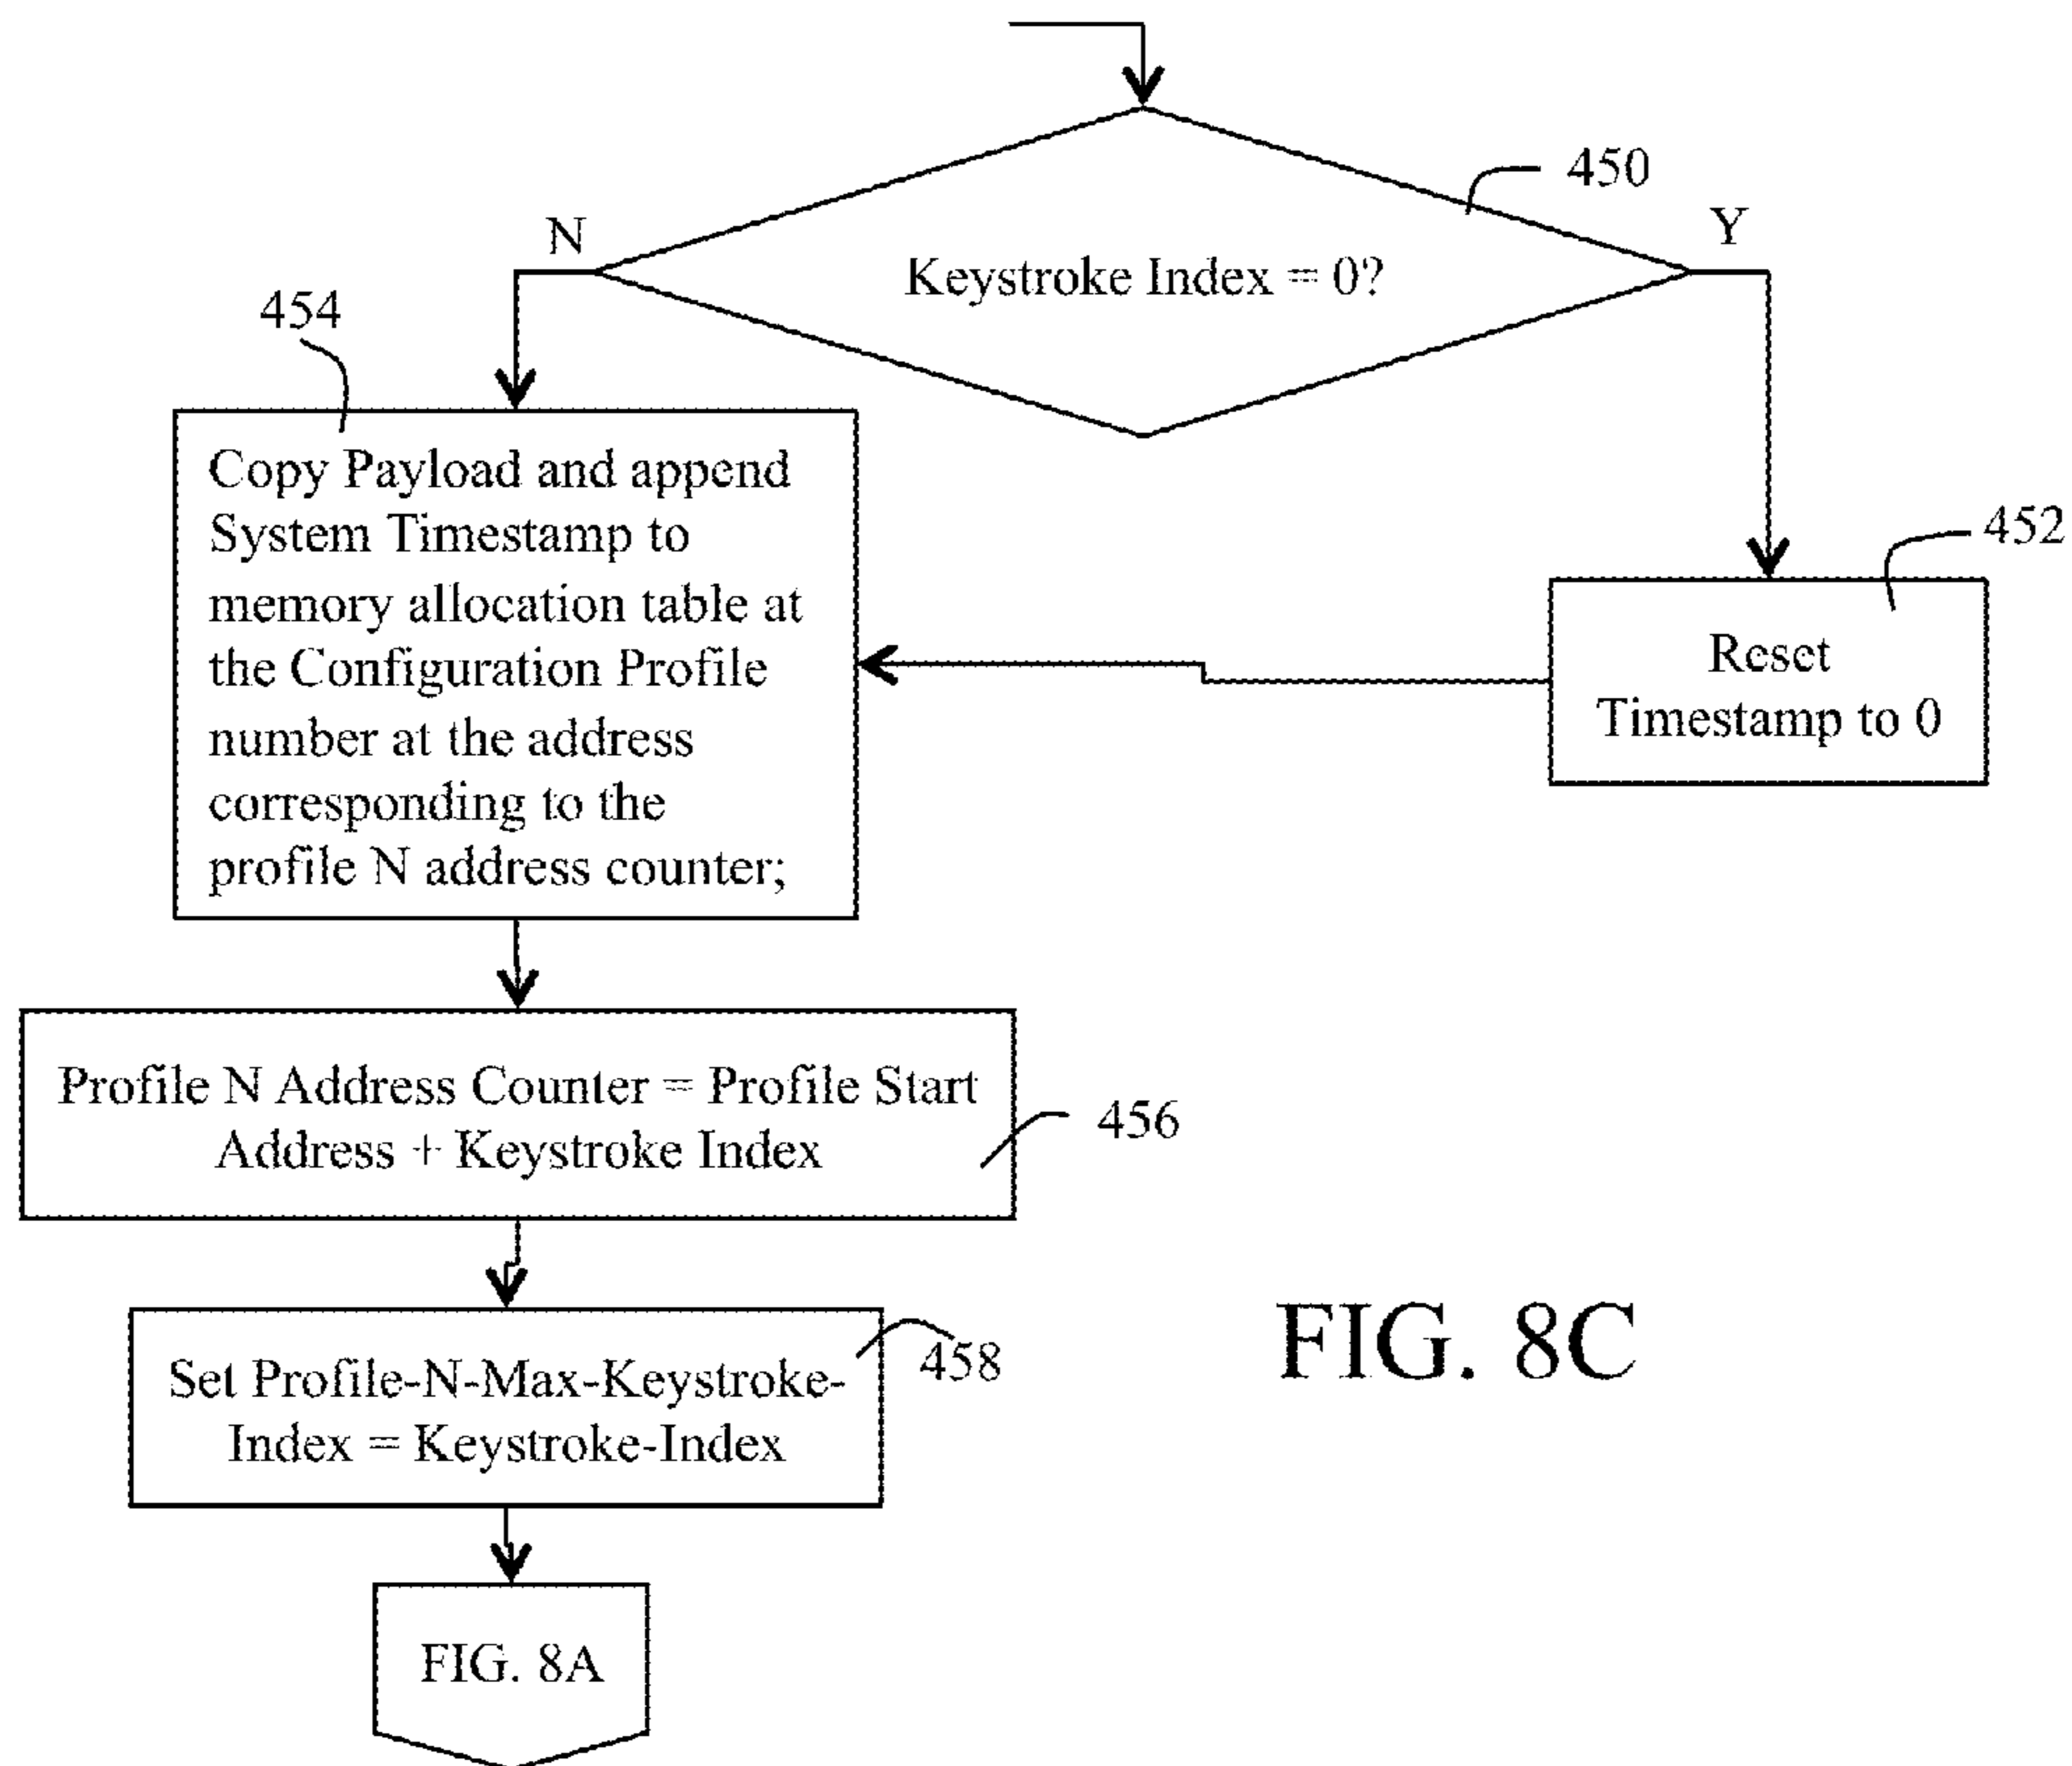 450
N
Y
Keystroke Index = 0?
454
Copy Payload and append
System Timestamp to
memory allocation table at
the Configuration Profile
number at the address
corresponding to the
profile N address counter;
452
Reset
Timestamp to 0
Profile N Address Counter = Profile Start
Address + Keystroke Index
456
Set Profile-N-Max-Keystroke-
Index = Keystroke-Index
458
FIG. 8C
FIG. 8A